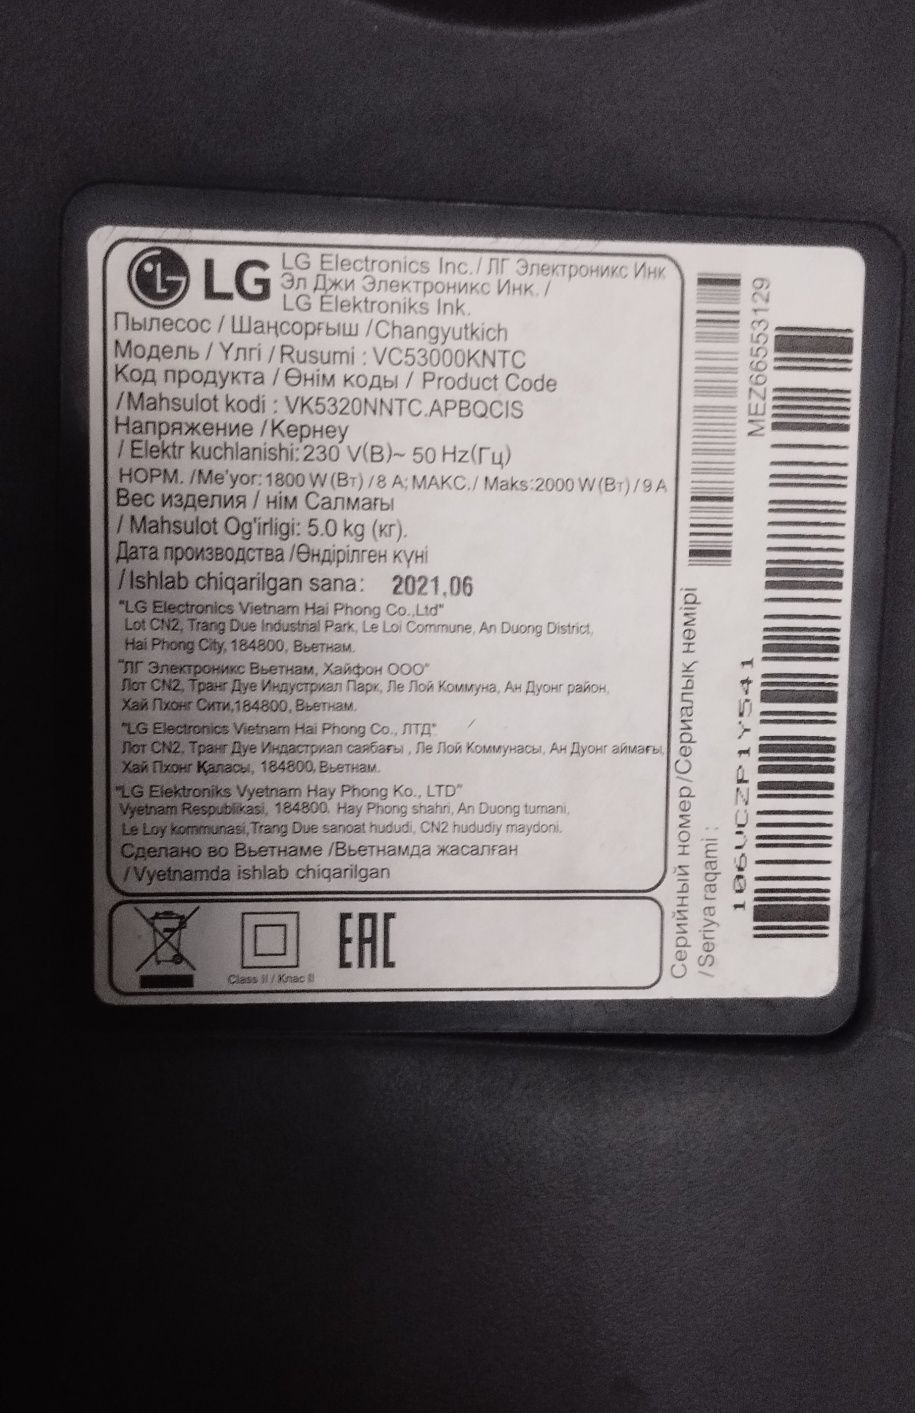 LG
LG Electronics Inc./ ЛГ Электроникс Инк
Эл Джи Электроникс Инк. /
LG Elektroniks Ink.
Пылесос / Шаңсорғыш /Changyutkich
Модель / Үлгі / Rusumi : VC53000KNTC
Код продукта / Өнім коды / Product Code
/Mahsulot kodi : VK5320NNTC.APBQCIS
Напряжение /Кернеу
/ Elektr kuchlanishi: 230 V(В)~ 50 Hz(Гц)
НОРМ. /Me'yor: 1800 W(Вт) / 8 A; МАКС./ Maks:2000 W(Вт) / 9 A
Вес изделия / нім Салмағы
/ Mahsulot Og'irligi: 5.0 kg (кг).
Дата производства /Өндірілген күні
/ Ishlab chiqarilgan sana: 2021.06
"LG Electronics Vietnam Hai Phong Co.,Ltd"
Lot CN2, Trang Due Industrial Park, Le Loi Commune, An Duong District,
Hai Phong City, 184800, Вьетнам.
"ЛГ Электроникс Вьетнам, Хайфон ООО"
Лот CN2, Транг Дуе Индустриал Парк, Ле Лой Коммуна, Ан Дуонг район,
Хай Пхонг Сити,184800, Вьетнам.
"LG Electronics Vietnam Hai Phong Co., ЛТД"
Лот CN2, Транг Дуе Индастриал саябағы , Ле Лой Коммунасы, Ан Дуонг аймағы,
Хай Пхонг Қаласы, 184800, Вьетнам.
"LG Elektroniks Vyetnam Hay Phong Ko., LTD"
Vyetnam Respublikasi, 184800. Hay Phong shahri, An Duong tumani,
Le Loy kommunasi, Trang Due sanoat hududi, CN2 hududiy maydoni.
Сделано во Вьетнаме /Вьетнамда жасалған
/ Vyetnamda ishlab chiqarilgan
Class II / Клас II
EAC
Серийный номер /Сериалық нөмірі
/Seriya raqami :
106VCZP1Y541
MEZ66553129